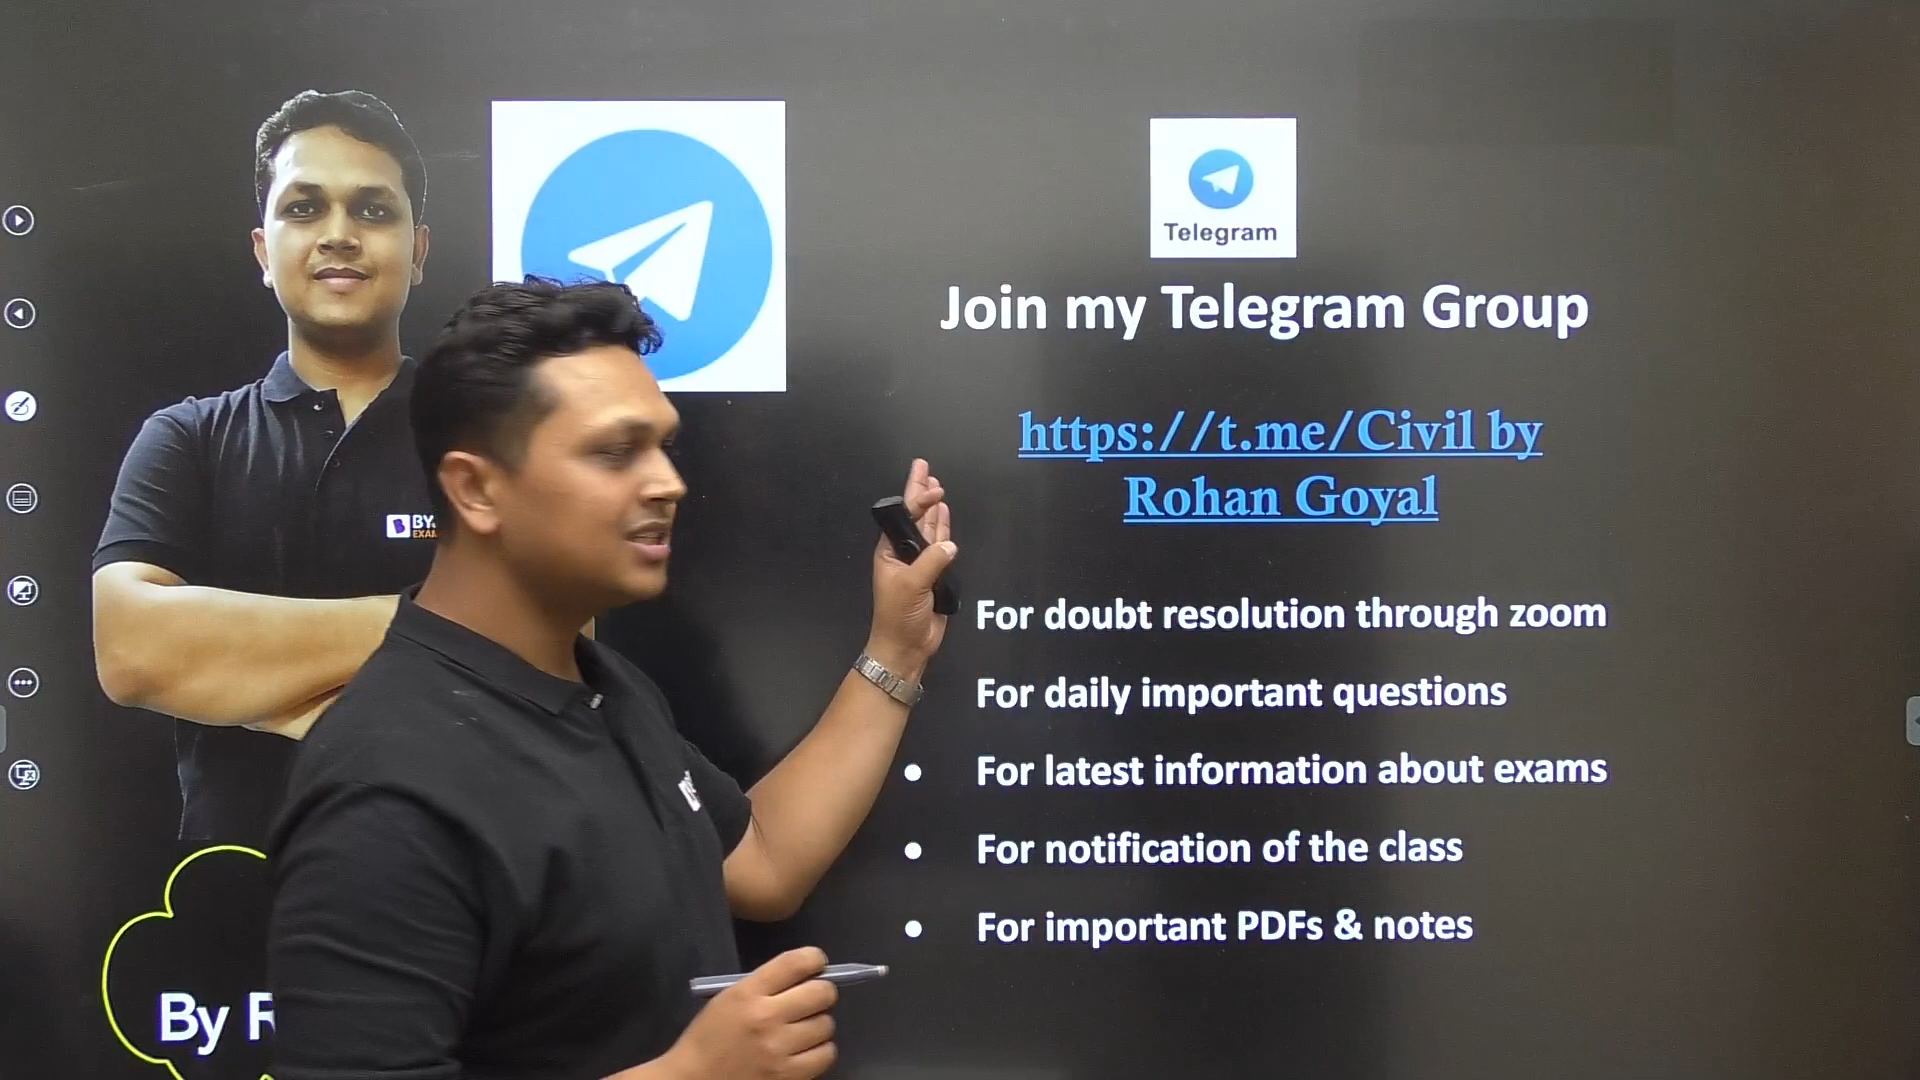 Telegram
Join my Telegram Group
https://t.me/Civil by
Rohan Goyal
For doubt resolution through zoom
For daily important questions
• For latest information about exams
• For notification of the class
• For important PDFs & notes
By